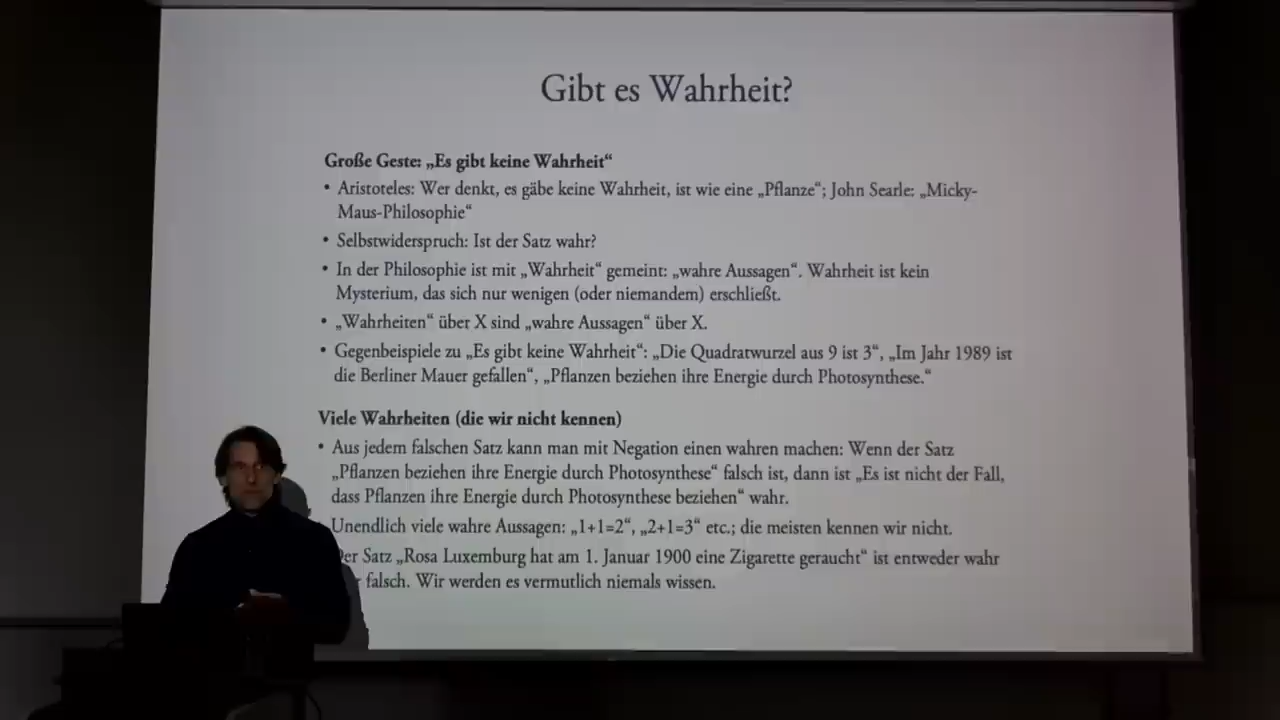 Gibt es Wahrheit?
Große Geste: „Es gibt keine Wahrheit“
• Aristoteles: Wer denkt, es gäbe keine Wahrheit, ist wie eine „Pflanze“; John Searle: „Micky-
Maus-Philosophie“
• Selbstwiderspruch: Ist der Satz wahr?
• In der Philosophie ist mit „Wahrheit“ gemeint: „wahre Aussagen“. Wahrheit ist kein
Mysterium, das sich nur wenigen (oder niemandem) erschließt.
• „Wahrheiten“ über X sind „wahre Aussagen“ über X.
• Gegenbeispiele zu „Es gibt keine Wahrheit“: „Die Quadratwurzel aus 9 ist 3“, „Im Jahr 1989 ist
die Berliner Mauer gefallen“, „Pflanzen beziehen ihre Energie durch Photosynthese.“
Viele Wahrheiten (die wir nicht kennen)
• Aus jedem falschen Satz kann man mit Negation einen wahren machen: Wenn der Satz
„Pflanzen beziehen ihre Energie durch Photosynthese“ falsch ist, dann ist „Es ist nicht der Fall,
dass Pflanzen ihre Energie durch Photosynthese beziehen“ wahr.
Unendlich viele wahre Aussagen: „1+1=2“, „2+1=3“ etc.; die meisten kennen wir nicht.
Der Satz „Rosa Luxemburg hat am 1. Januar 1900 eine Zigarette geraucht“ ist entweder wahr
falsch. Wir werden es vermutlich niemals wissen.